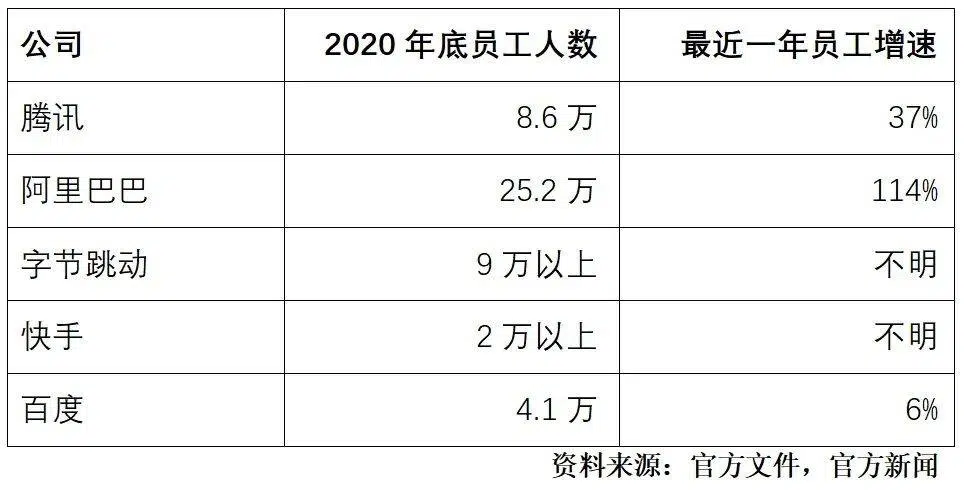 公司 2020 年底员工人数 最近一年员工增速
腾讯 8.6 万 37%
阿里巴巴 25.2 万 114%
字节跳动 9 万以上 不明
快手 2 万以上 不明
百度 4.1 万 6%
资料来源：官方文件，官方新闻